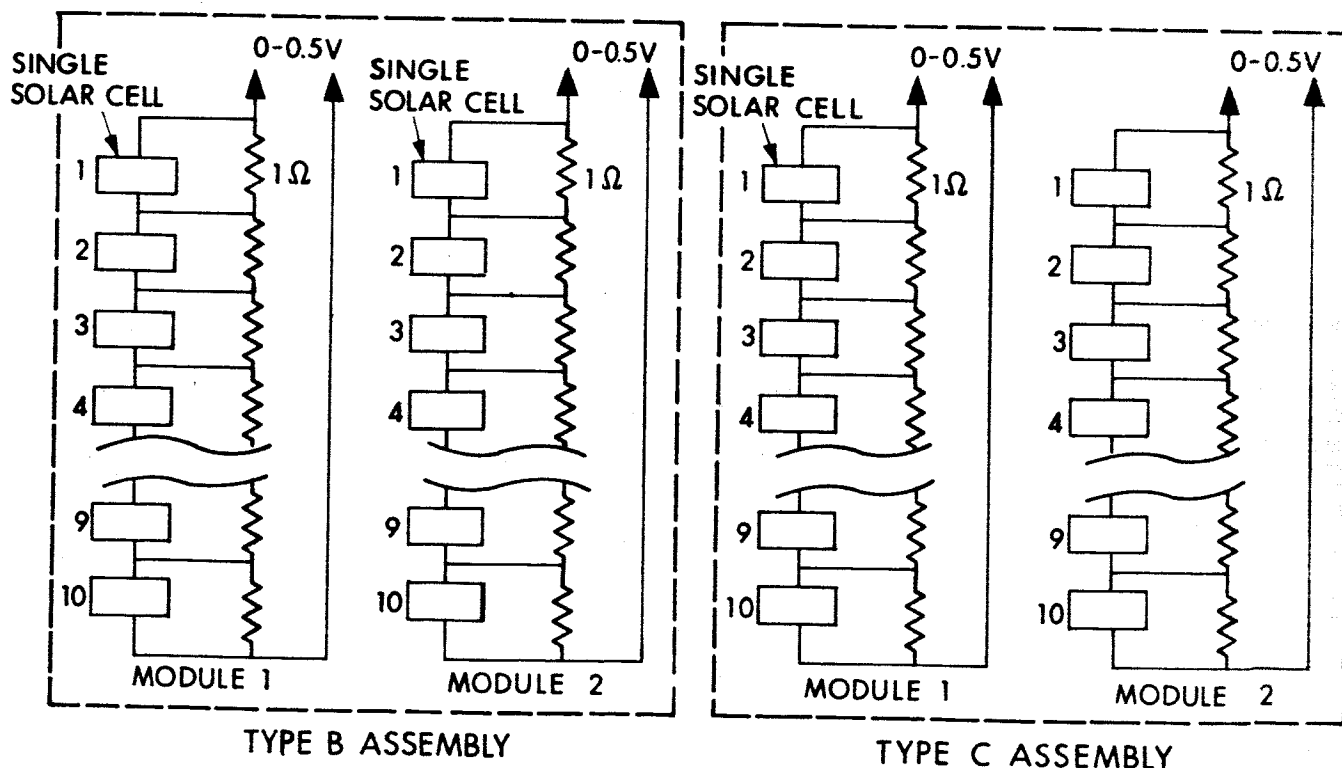 0-0.5V
SINGLE
SOLAR CELL
1
1Ω
2
3
4
9
10
MODULE 1
0-0.5V
SINGLE
SOLAR CELL
1
1Ω
2
3
4
9
10
MODULE 2
TYPE B ASSEMBLY
0-0.5V
SINGLE
SOLAR CELL
1
1Ω
2
3
4
9
10
MODULE 1
0-0.5V
1
1Ω
2
3
4
9
10
MODULE 2
TYPE C ASSEMBLY